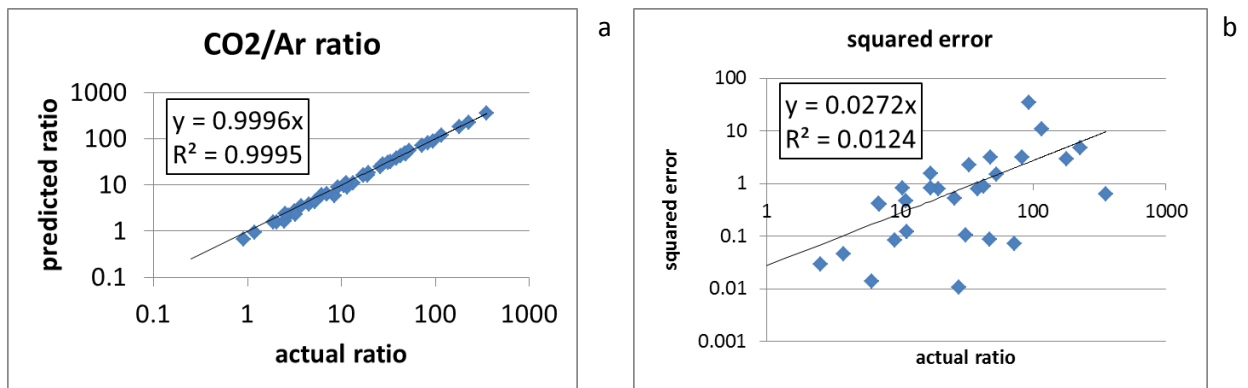 CO2/Ar ratio
a
predicted ratio
1000
100
10
1
0.1
y = 0.9996x
R² = 0.9995
0.1 1 10 100 1000
actual ratio
squared error
b
squared error
100
10
1
0.1
0.01
0.001
y = 0.0272x
R² = 0.0124
1 10 100 1000
actual ratio